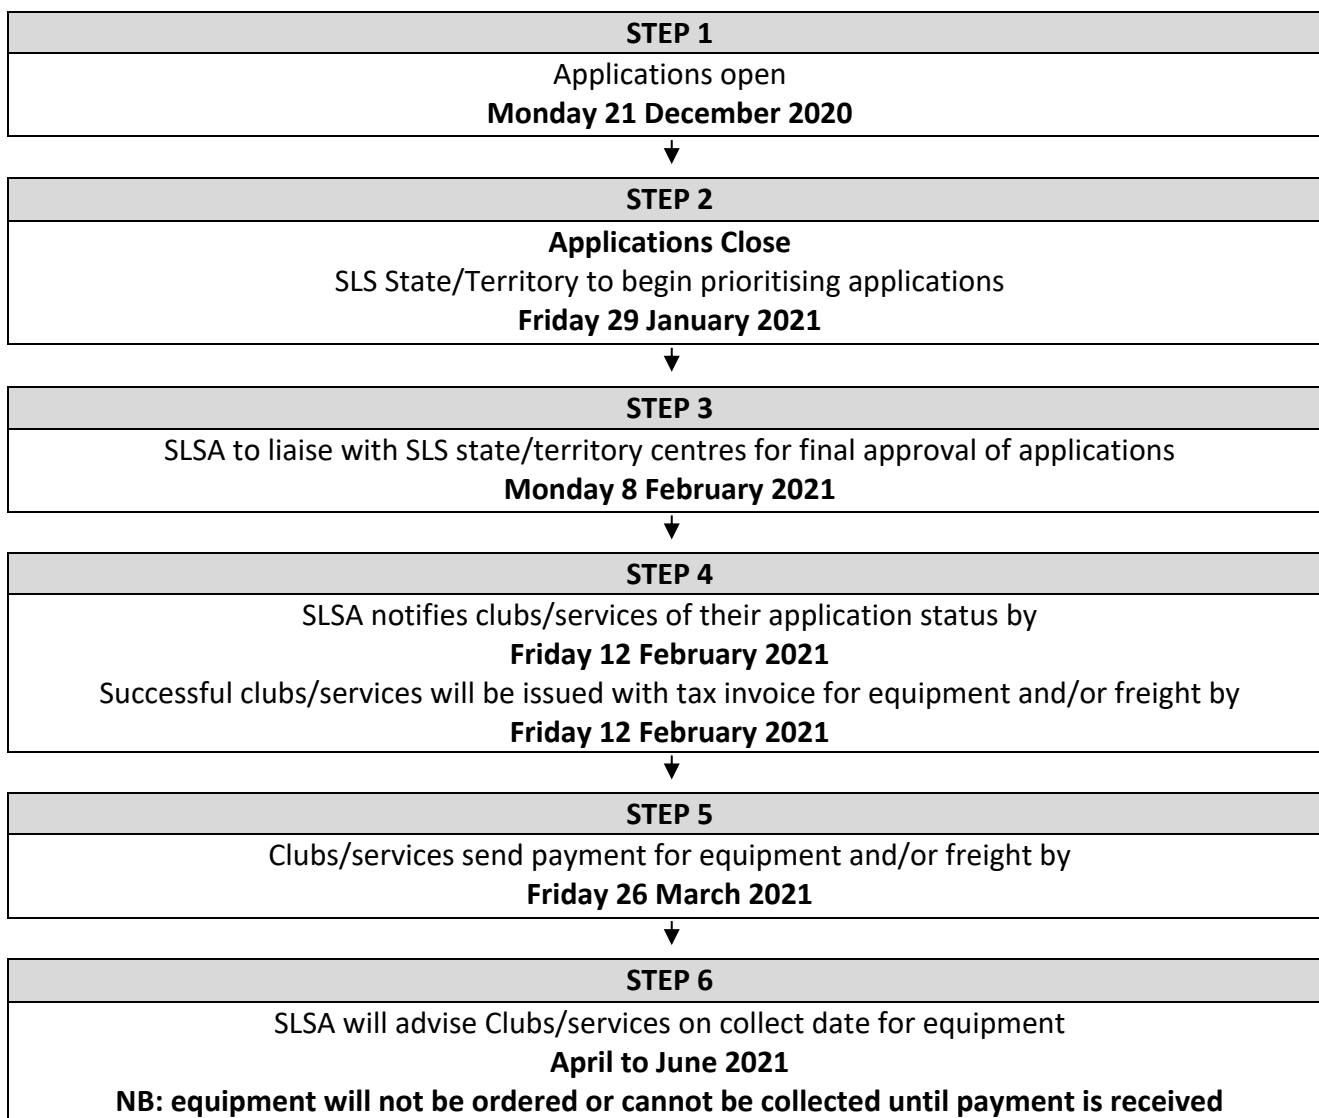 STEP 1
Applications open
Monday 21 December 2020
STEP 2
Applications Close
SLS State/Territory to begin prioritising applications
Friday 29 January 2021
STEP 3
SLSA to liaise with SLS state/territory centres for final approval of applications
Monday 8 February 2021
STEP 4
SLSA notifies clubs/services of their application status by
Friday 12 February 2021
Successful clubs/services will be issued with tax invoice for equipment and/or freight by
Friday 12 February 2021
STEP 5
Clubs/services send payment for equipment and/or freight by
Friday 26 March 2021
STEP 6
SLSA will advise Clubs/services on collect date for equipment
April to June 2021
NB: equipment will not be ordered or cannot be collected until payment is received